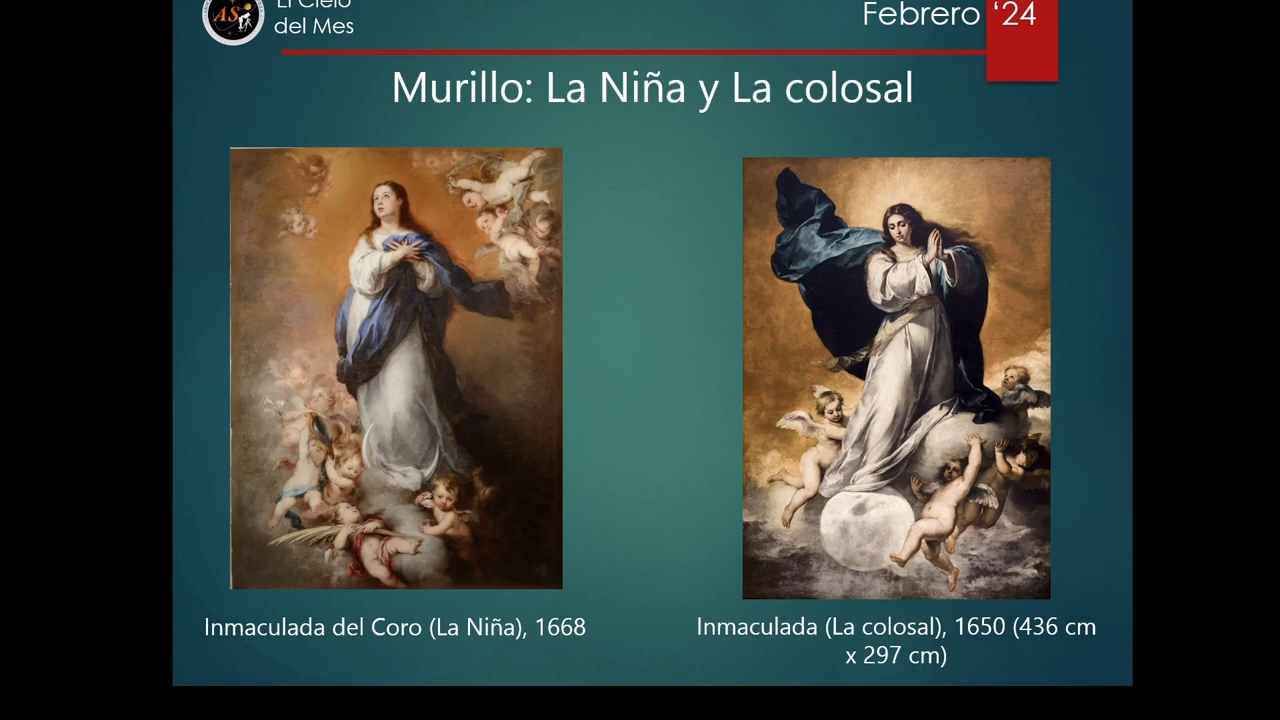 El Cielo
del Mes
AS
Febrero ‘24
Murillo: La Niña y La colosal
Inmaculada del Coro (La Niña), 1668
Inmaculada (La colosal), 1650 (436 cm
x 297 cm)